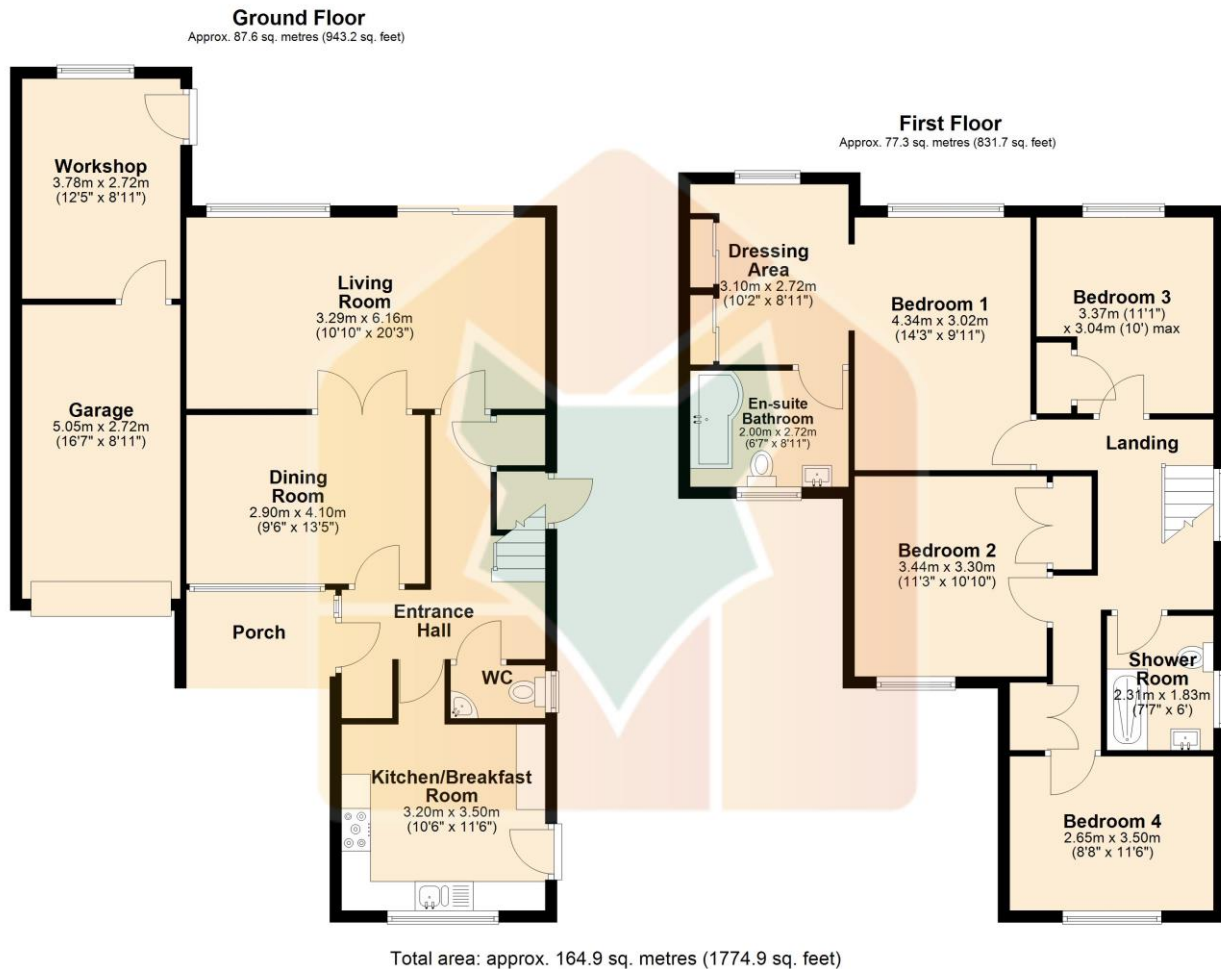 Ground Floor
Approx. 87.6 sq. metres (943.2 sq. feet)
Workshop
3.78m x 2.72m
(12'5" x 8'11")
Living
Room
3.29m x 6.16m
(10'10" x 20'3")
Garage
5.05m x 2.72m
(16'7" x 8'11")
Dining
Room
2.90m x 4.10m
(9'6" x 13'5")
Porch
Entrance
Hall
WC
Kitchen/Breakfast
Room
3.20m x 3.50m
(10'6" x 11'6")
First Floor
Approx. 77.3 sq. metres (831.7 sq. feet)
Dressing
Area
3.10m x 2.72m
(10'2" x 8'11")
Bedroom 1
4.34m x 3.02m
(14'3" x 9'11")
Bedroom 3
3.37m (11'1")
x 3.04m (10') max
En-suite
Bathroom
2.00m x 2.72m
(6'7" x 8'11")
Landing
Bedroom 2
3.44m x 3.30m
(11'3" x 10'10")
Shower
Room
2.31m x 1.83m
(7'7" x 6')
Bedroom 4
2.65m x 3.50m
(8'8" x 11'6")
Total area: approx. 164.9 sq. metres (1774.9 sq. feet)